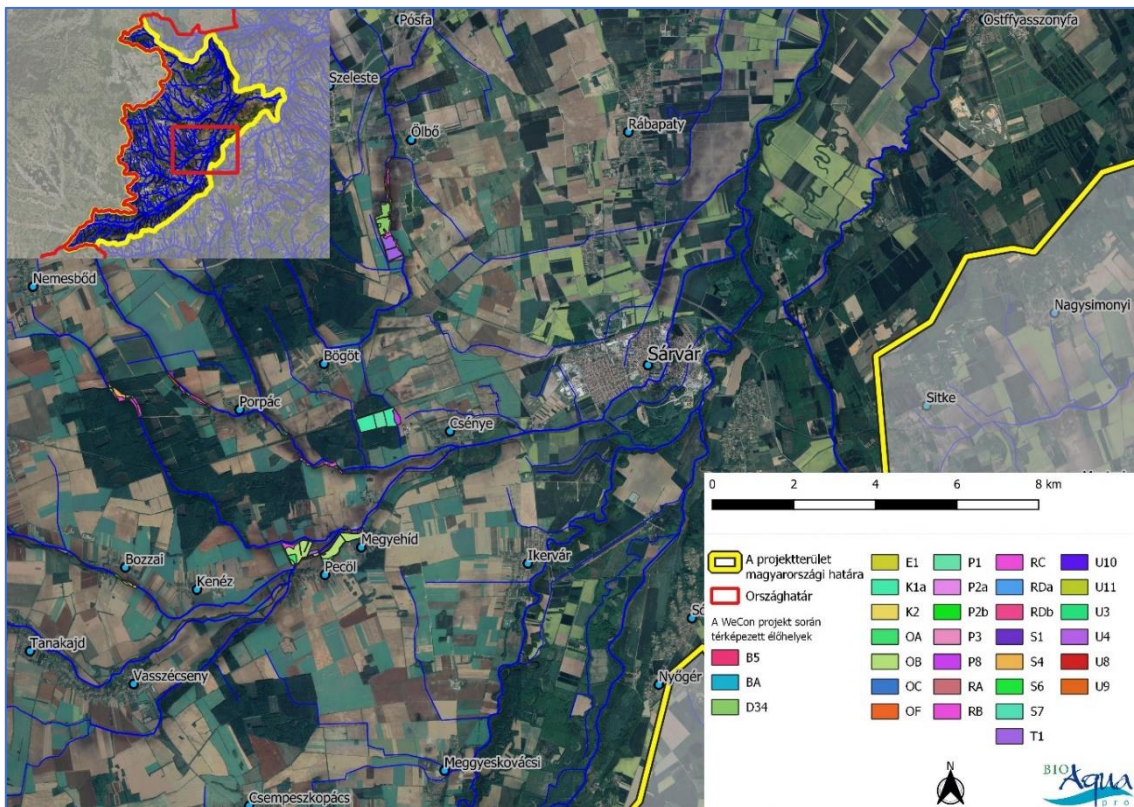 Pósfa
Ostffyasszonyfa
Szeleste
Ölbő
Rábapaty
Nemesbőd
Nagysimonyi
Bögöt
Sárvár
Porpác
Sitke
Csénye
Megyehíd
Bozzai
Ikervár
Kenéz
Pecöl
Tanakajd
Vasszécseny
Nyőgér
Meggyeskovácsi
Csempeszkopács
0 2 4 6 8 km
A projektterület
magyarországi határa
Országhatár
A WeCon projekt során
térképezett élőhelyek
B5
BA
D34
E1
K1a
K2
OA
OB
OC
OF
P1
P2a
P2b
P3
P8
RA
RB
RC
RDa
RDb
S1
S4
S6
S7
T1
U10
U11
U3
U4
U8
U9
N
BIO
Aqua
pro